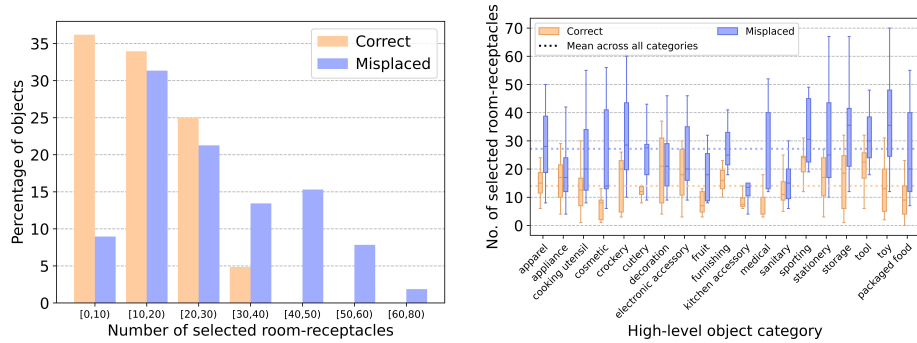 35
30
25
20
15
10
5
0
Percentage of objects
Correct
Misplaced
[0,10)
[10,20)
[20,30)
[30,40)
[40,50)
[50,60)
[60,80)
Number of selected room-receptacles
70
60
50
40
30
20
10
0
No. of selected room-receptacles
Correct
Misplaced
Mean across all categories
apparel
appliance
cooking utensil
cosmetic
crockery
cutlery
decoration
electronic accessory
fruit
furnishing
kitchen accessory
medical
sanitary
sporting
stationery
storage
tool
toy
packaged food
High-level object category